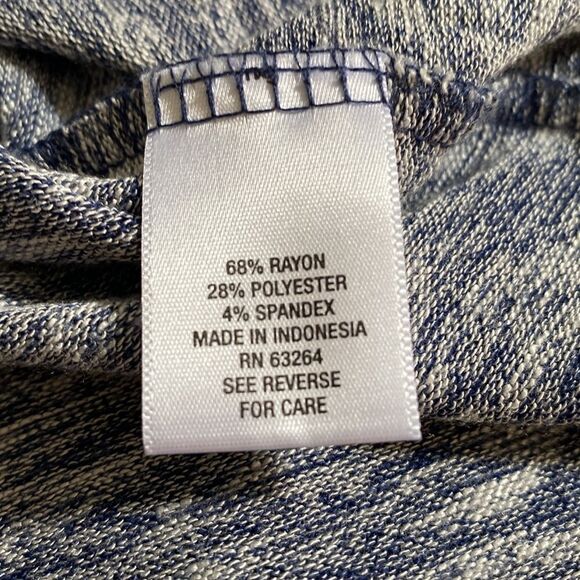 68% RAYON
28% POLYESTER
4% SPANDEX
MADE IN INDONESIA
RN 63264
SEE REVERSE
FOR CARE